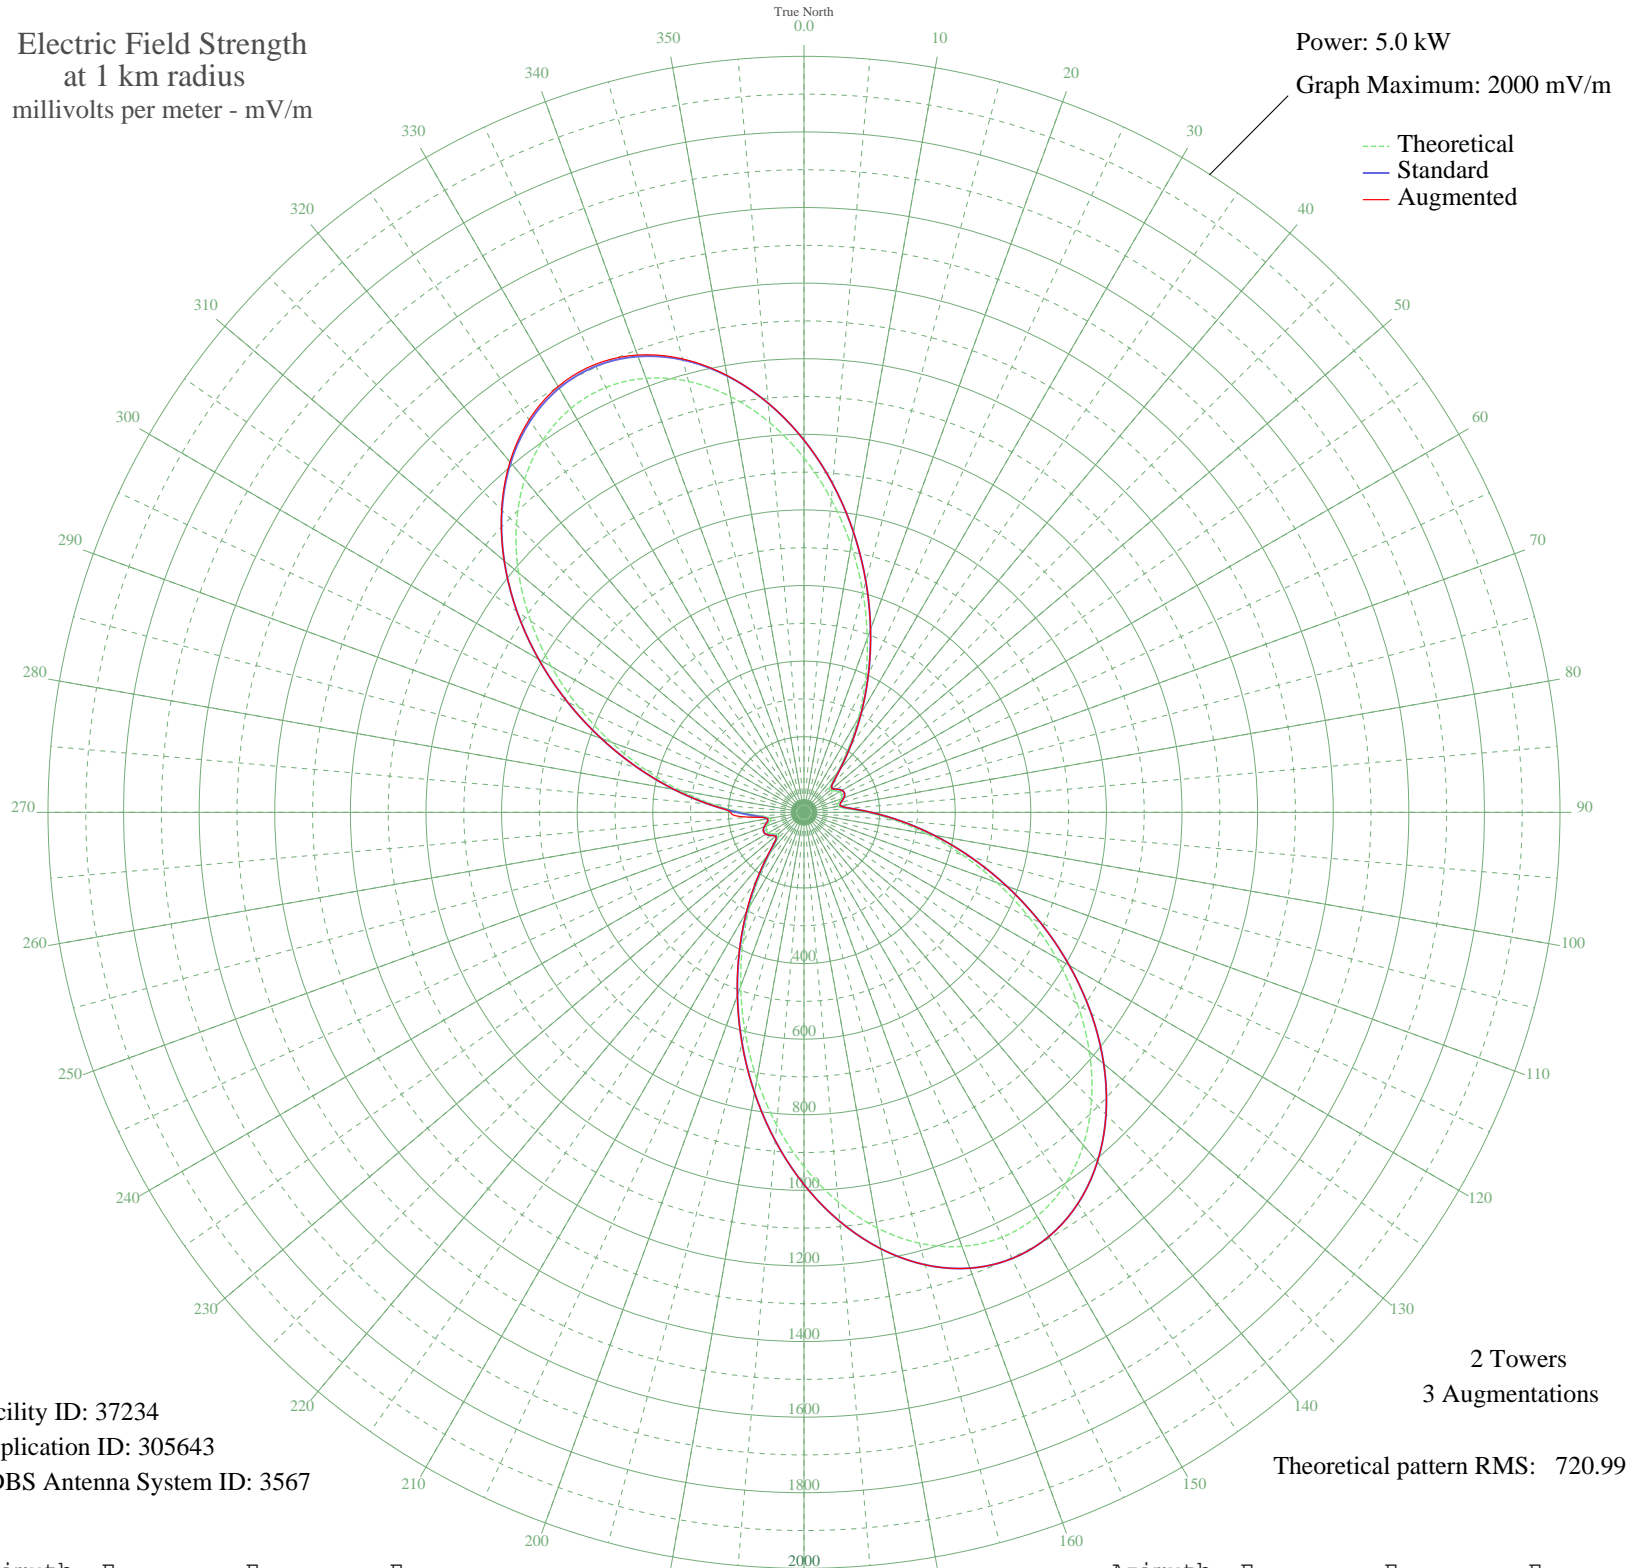 True North
0.0
Electric Field Strength
at 1 km radius
millivolts per meter - mV/m
Power: 5.0 kW
Graph Maximum: 2000 mV/m
Theoretical
Standard
Augmented
10
20
30
40
50
60
70
80
90
100
110
120
130
140
150
160
200
210
220
230
240
250
260
270
280
290
300
310
320
330
340
350
400
600
800
1000
1200
1400
1600
1800
2000
2 Towers
3 Augmentations
Theoretical pattern RMS: 720.99
cility ID: 37234
plication ID: 305643
DBS Antenna System ID: 3567